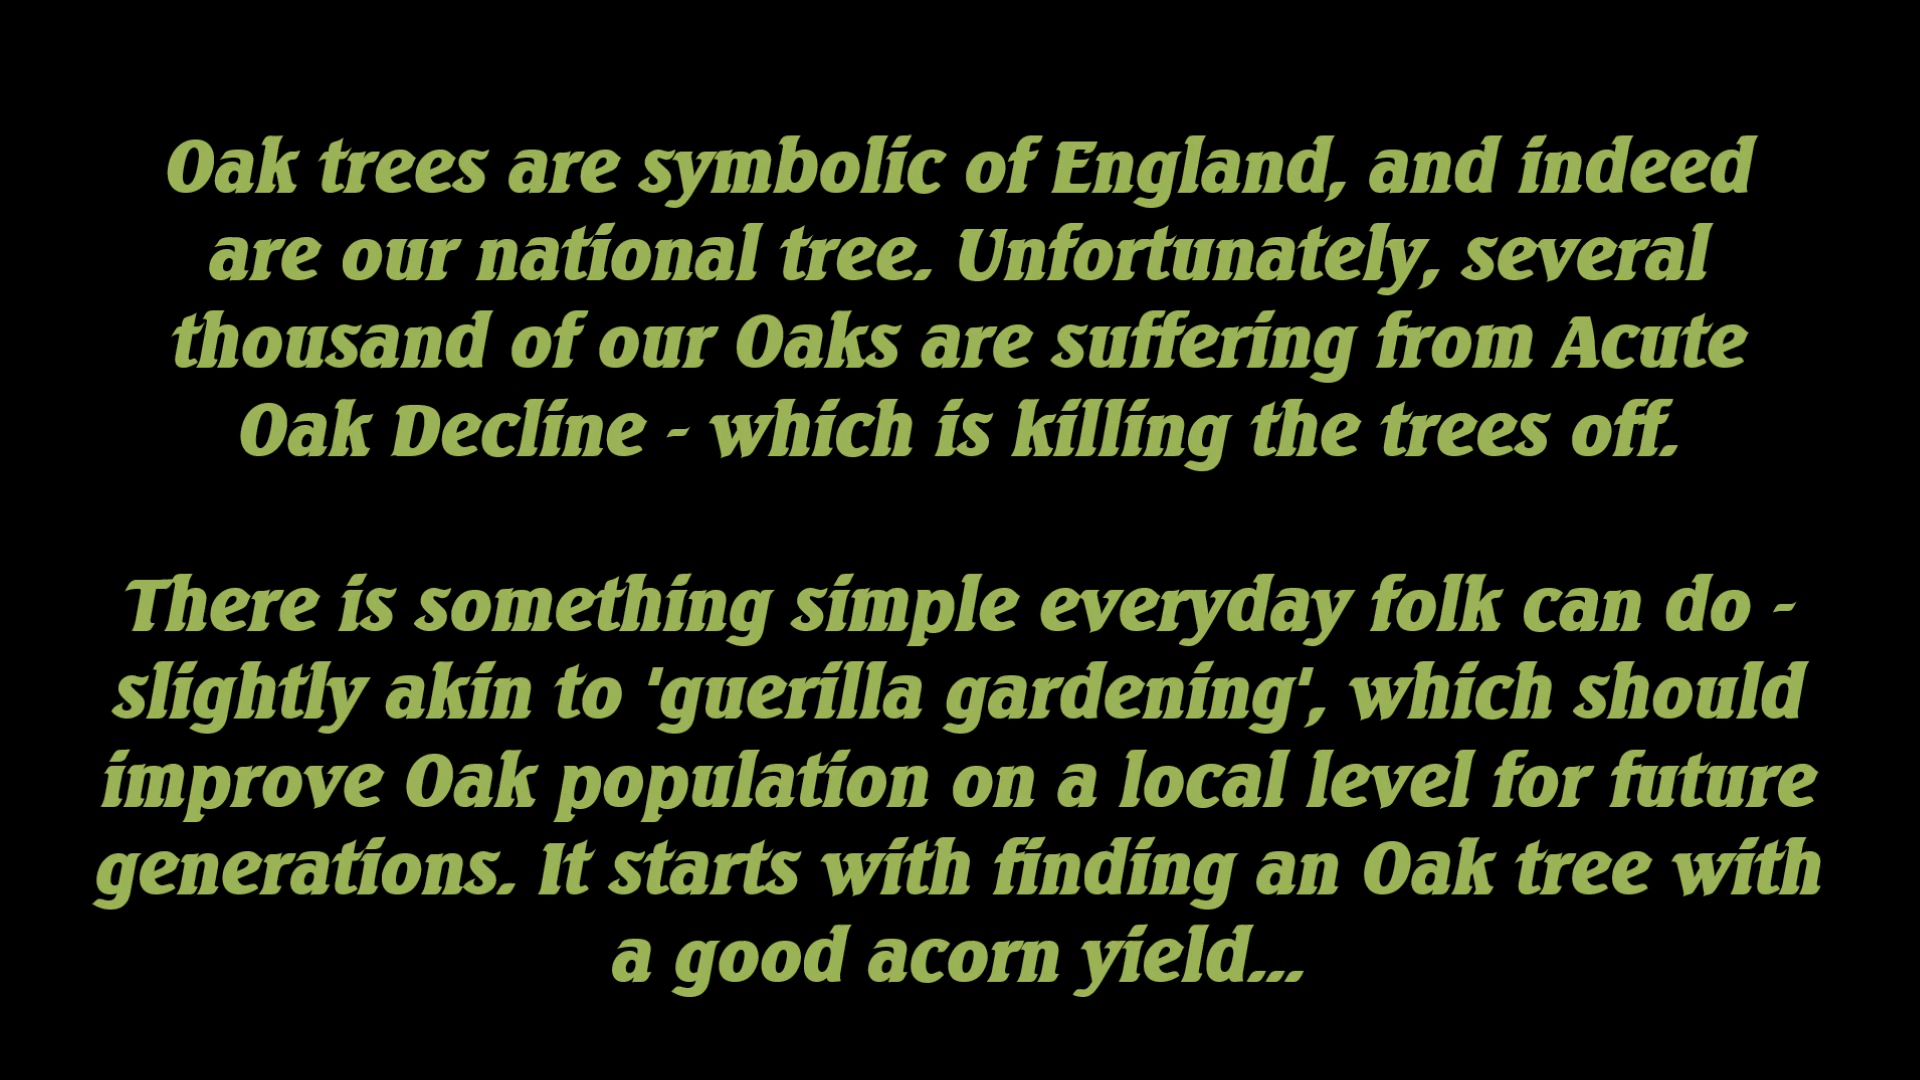 Oak trees are symbolic of England, and indeed
are our national tree. Unfortunately, several
thousand of our Oaks are suffering from Acute
Oak Decline - which is killing the trees off.
There is something simple everyday folk can do -
slightly akin to 'guerilla gardening', which should
improve Oak population on a local level for future
generations. It starts with finding an Oak tree with
a good acorn yield...